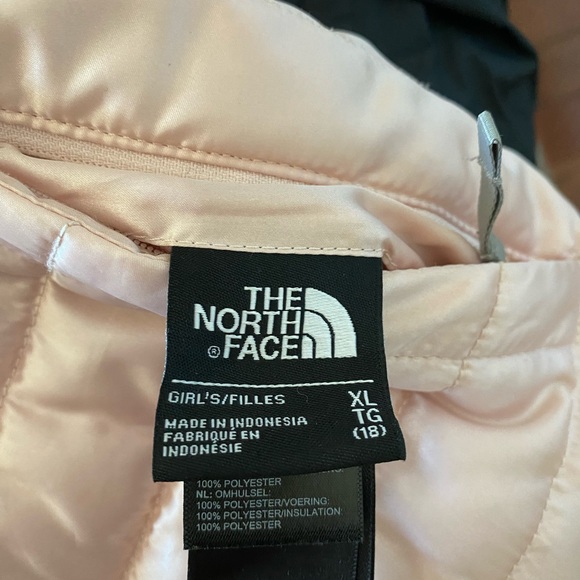 THE
NORTH
® FACE
GIRL'S/FILLES
XL
TG
(18)
MADE IN INDONESIA
FABRIQUÉ EN
INDONÉSIE
100% POLYESTER
NL: OMHULSEL:
100% POLYESTER/VOERING:
100% POLYESTER/INSULATION:
100% POLYESTER